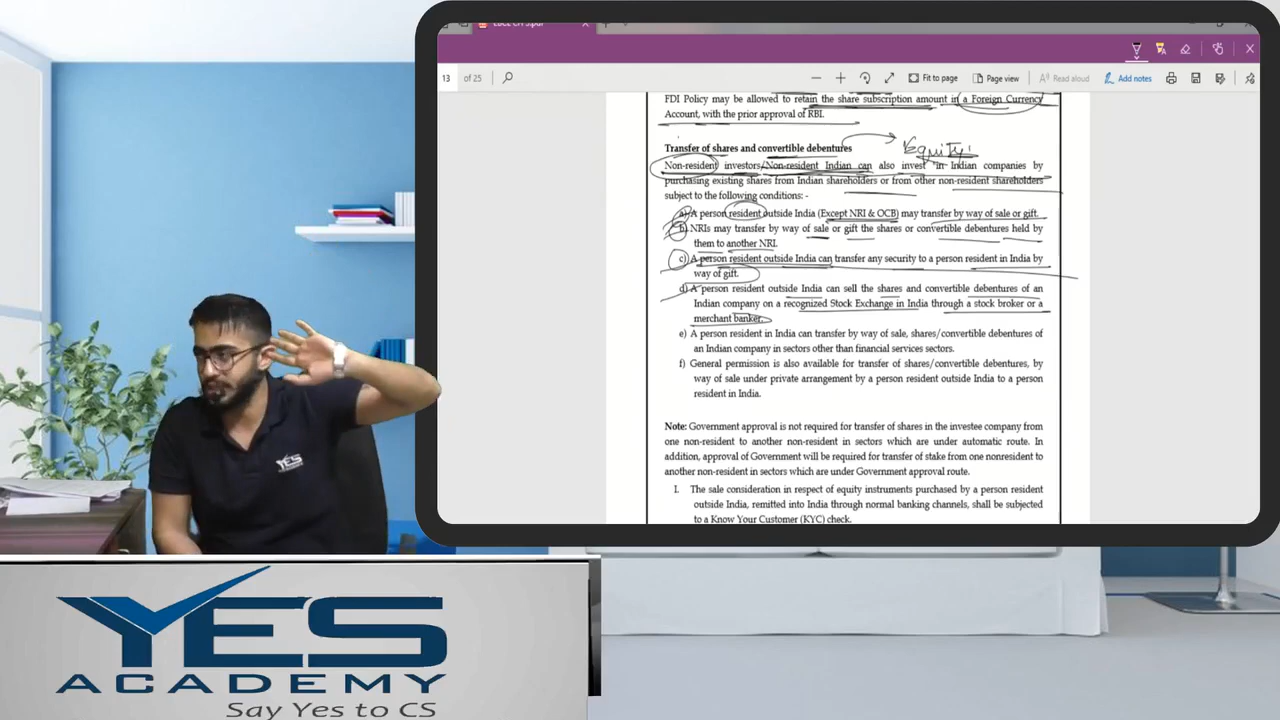 13 of 25
Fit to page
Page view
Read aloud
Add notes
FDI Policy may be allowed to retain the share subscription amount in a Foreign Currency
Account, with the prior approval of RBI.
Transfer of shares and convertible debentures
Equity
Non-resident investors/Non-resident Indian can also invest in Indian companies by
purchasing existing shares from Indian shareholders or from other non-resident shareholders
subject to the following conditions: -
a) A person resident outside India (Except NRI & OCB) may transfer by way of sale or gift.
b) NRIs may transfer by way of sale or gift the shares or convertible debentures held by
them to another NRI.
c) A person resident outside India can transfer any security to a person resident in India by
way of gift.
d) A person resident outside India can sell the shares and convertible debentures of an
Indian company on a recognized Stock Exchange in India through a stock broker or a
merchant banker.
e) A person resident in India can transfer by way of sale, shares/convertible debentures of
an Indian company in sectors other than financial services sectors.
f) General permission is also available for transfer of shares/convertible debentures, by
way of sale under private arrangement by a person resident outside India to a person
resident in India.
Note: Government approval is not required for transfer of shares in the investee company from
one non-resident to another non-resident in sectors which are under automatic route. In
addition, approval of Government will be required for transfer of stake from one nonresident to
another non-resident in sectors which are under Government approval route.
1. The sale consideration in respect of equity instruments purchased by a person resident
outside India, remitted into India through normal banking channels, shall be subjected
to a Know Your Customer (KYC) check.
YES
YES
ACADEMY
Say Yes to CS